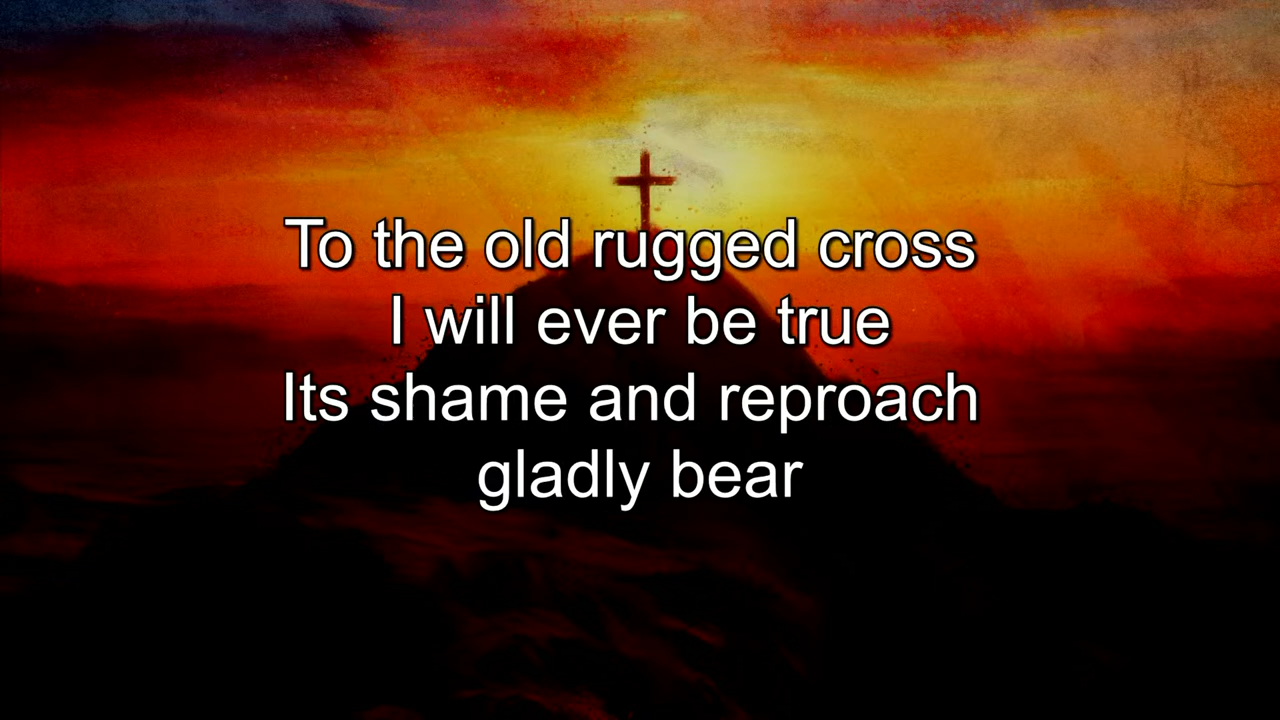 To the old rugged cross
I will ever be true
Its shame and reproach
gladly bear